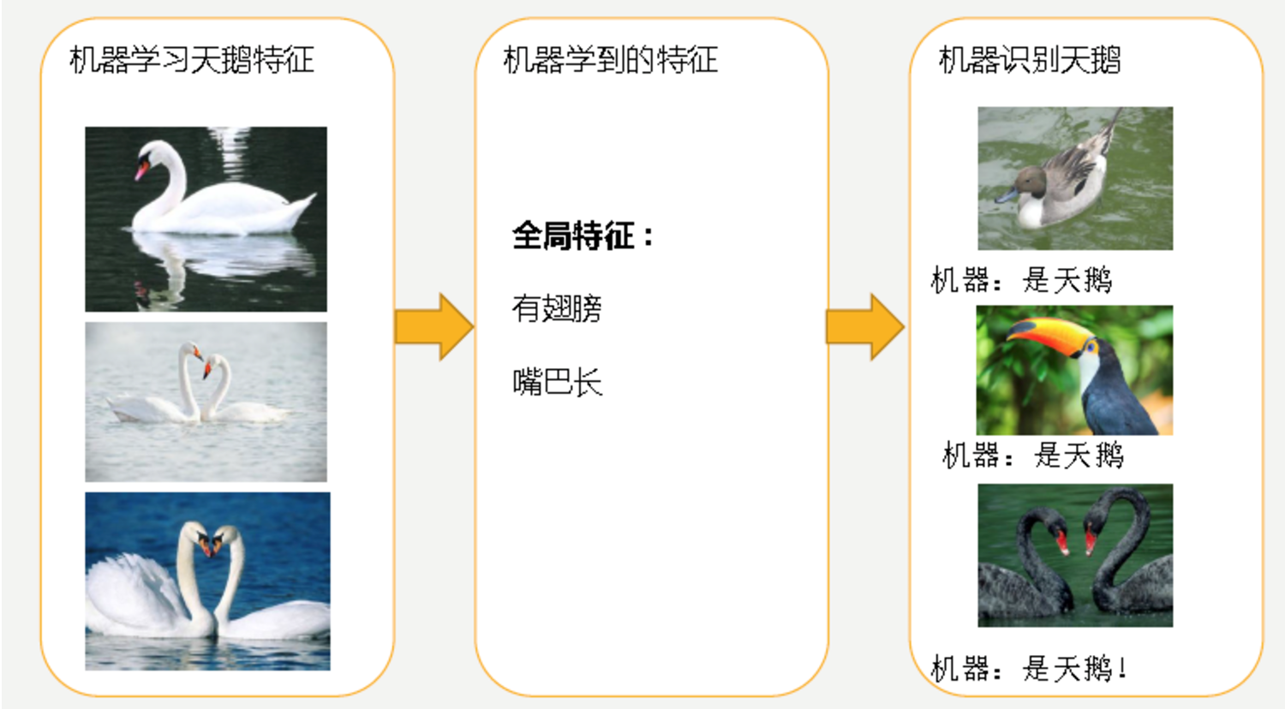 机器学习天鹅特征
机器学到的特征
全局特征：
有翅膀
嘴巴长
机器识别天鹅
机器：是天鹅
机器：是天鹅
机器：是天鹅！